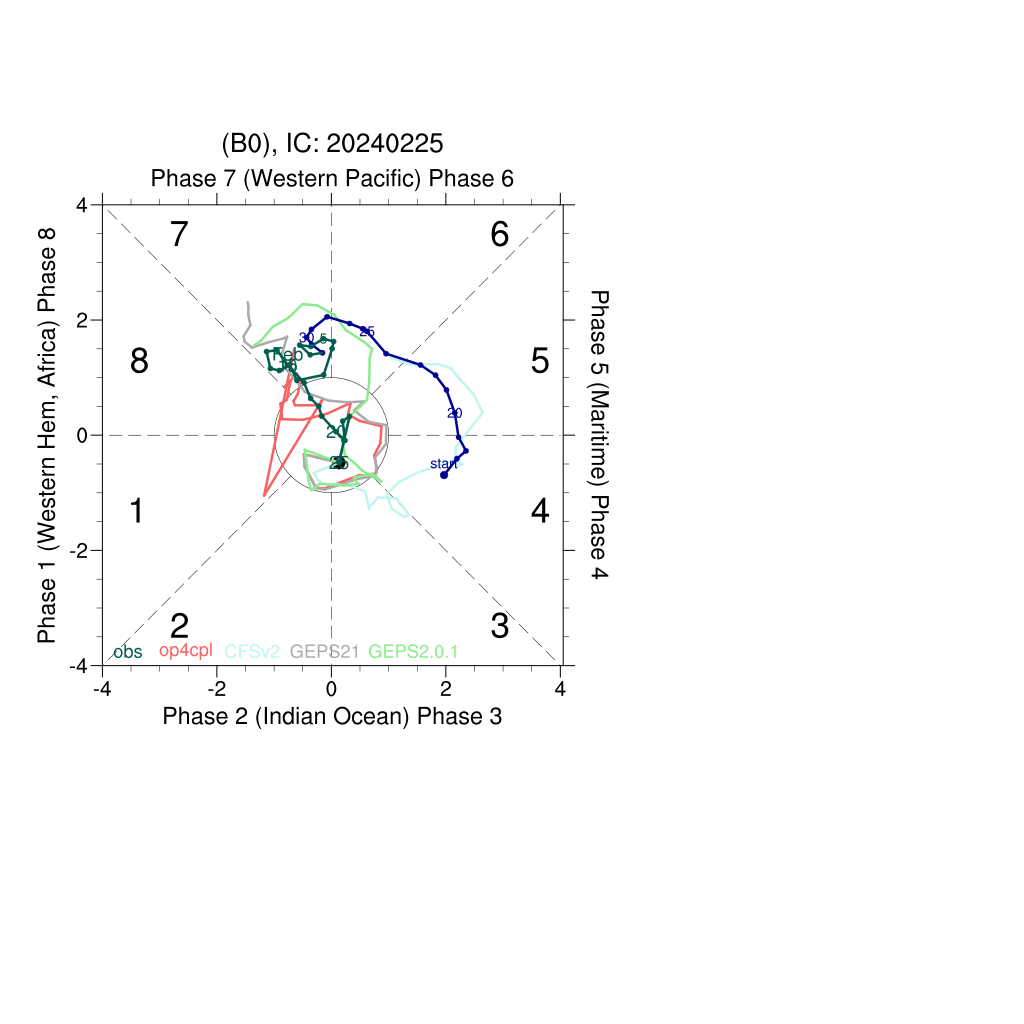 (B0), IC: 20240225
Phase 7 (Western Pacific) Phase 6
4
7
6
Phase 1 (Western Hem, Africa) Phase 8
Phase 5 (Maritime) Phase 4
2
25
30
5
Feb
8
5
20
0
20
start
25
1
4
-2
2
3
obs op4cpl CFSv2 GEPS21 GEPS2.0.1
-4
-4 -2 0 2 4
Phase 2 (Indian Ocean) Phase 3